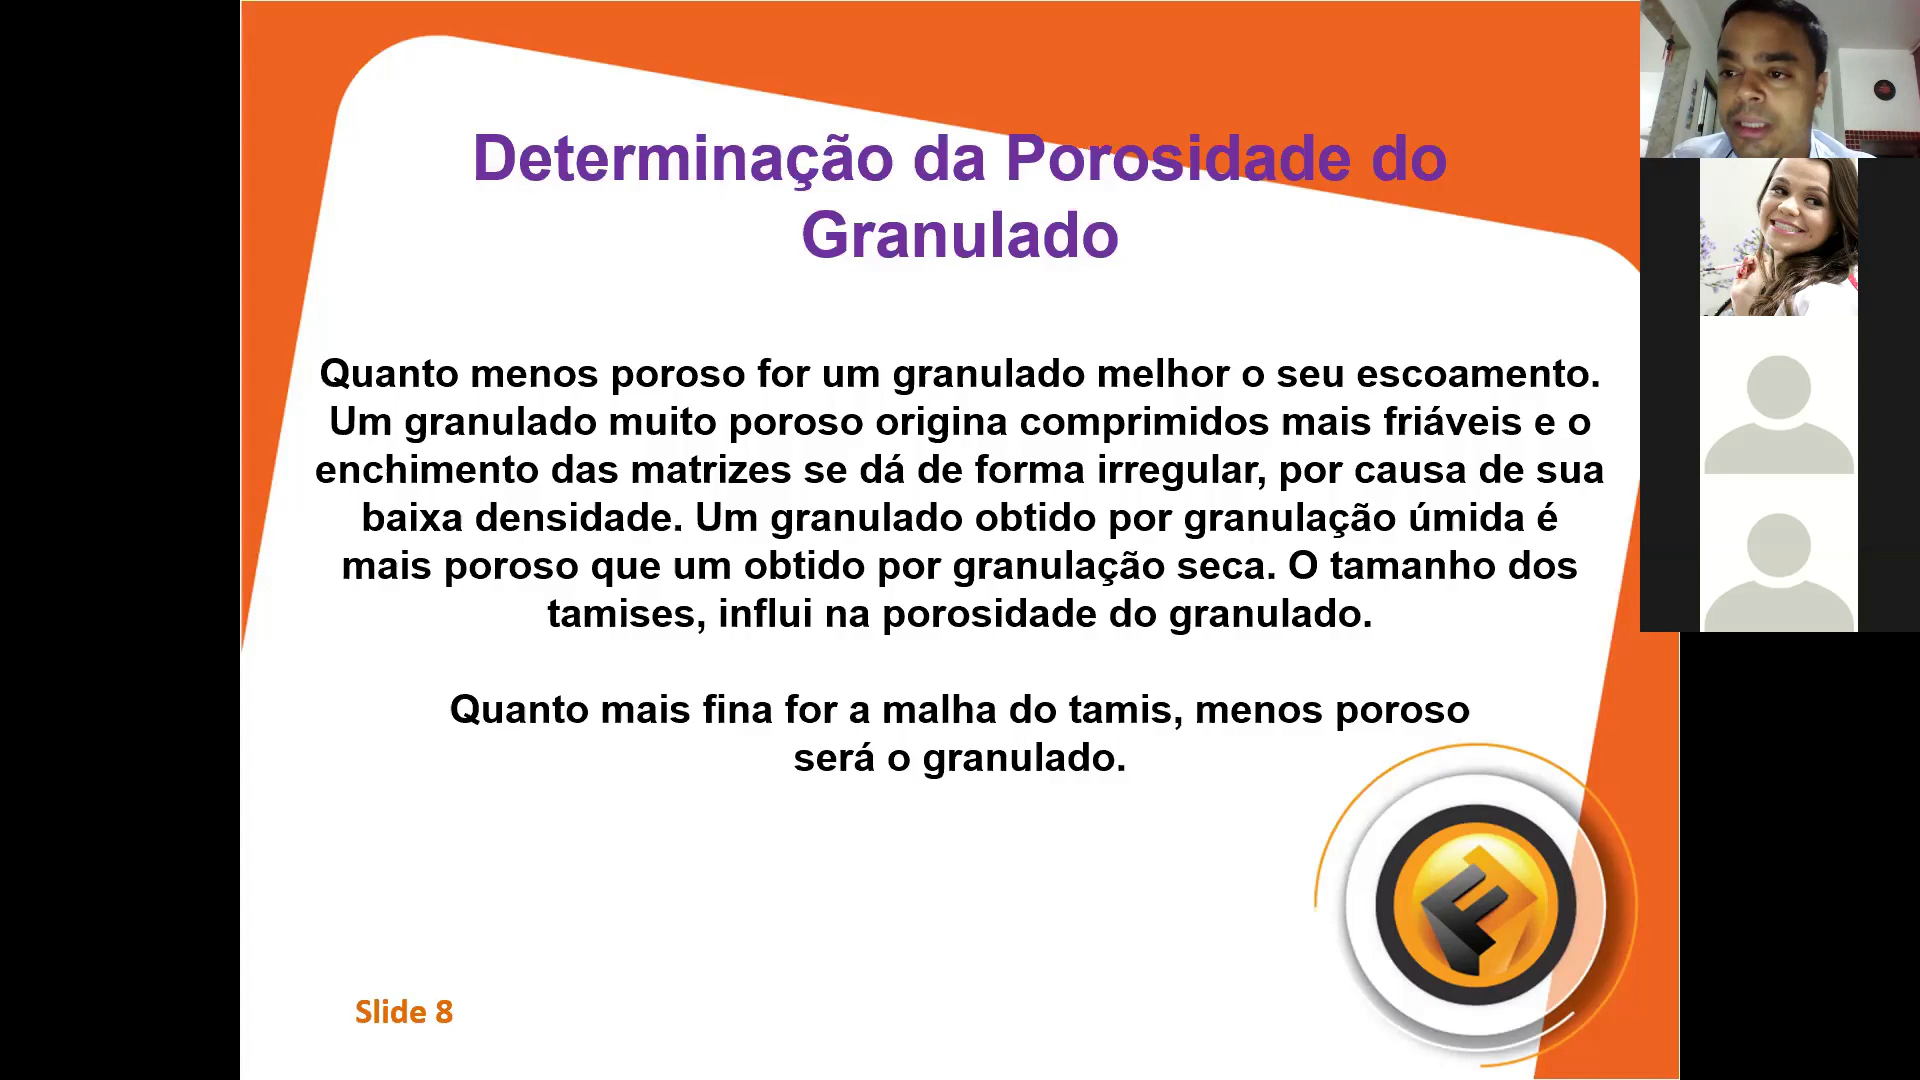 Determinação da Porosidade do
Granulado
Quanto menos poroso for um granulado melhor o seu escoamento.
Um granulado muito poroso origina comprimidos mais friáveis e o
enchimento das matrizes se dá de forma irregular, por causa de sua
baixa densidade. Um granulado obtido por granulação úmida é
mais poroso que um obtido por granulação seca. O tamanho dos
tamises, influi na porosidade do granulado.
Quanto mais fina for a malha do tamis, menos poroso
será o granulado.
Slide 8